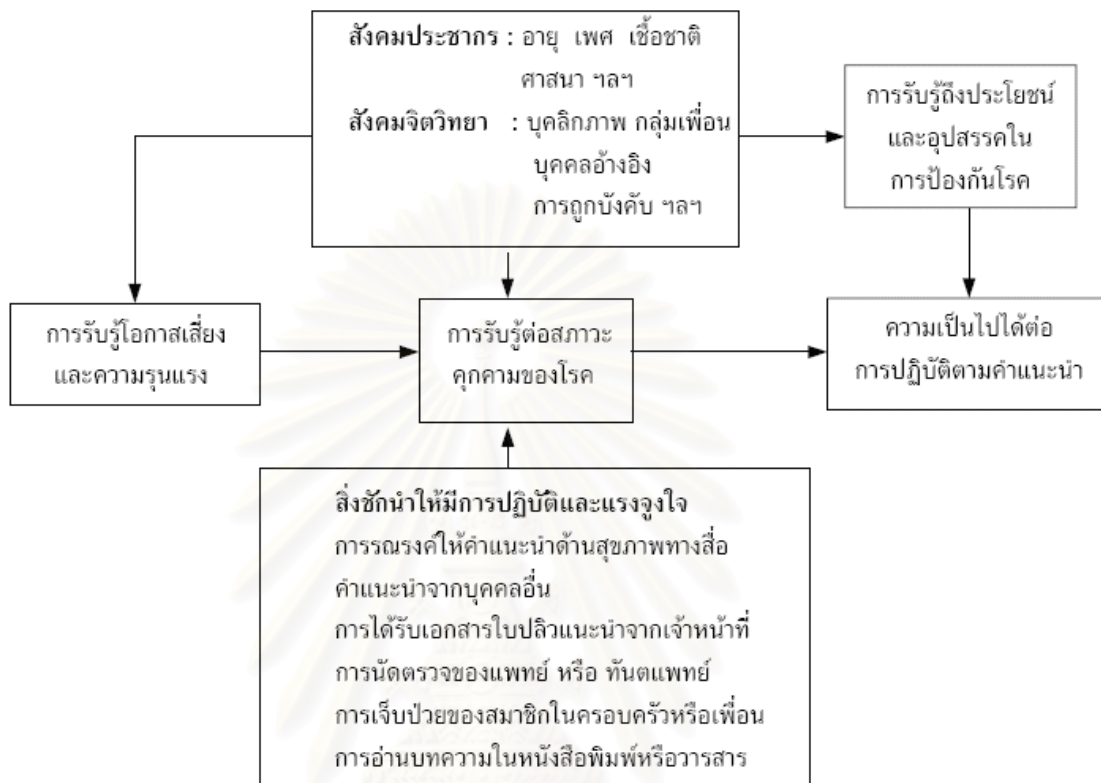 สังคมประชากร : อายุ เพศ เชื้อชาติ
ศาสนา ฯลฯ
สังคมจิตวิทยา : บุคลิกภาพ กลุ่มเพื่อน
บุคคลอ้างอิง
การถูกบังคับ ฯลฯ
การรับรู้ถึงประโยชน์
และอุปสรรคใน
การป้องกันโรค
การรับรู้โอกาสเสี่ยง
และความรุนแรง
การรับรู้ต่อสภาวะ
คุกคามของโรค
ความเป็นไปได้ต่อ
การปฏิบัติตามคำแนะนำ
สิ่งชักนำให้มีการปฏิบัติและแรงจูงใจ
การรณรงค์ให้คำแนะนำด้านสุขภาพทางสื่อ
คำแนะนำจากบุคคลอื่น
การได้รับเอกสารใบปลิวแนะนำจากเจ้าหน้าที่
การนัดตรวจของแพทย์ หรือ ทันตแพทย์
การเจ็บป่วยของสมาชิกในครอบครัวหรือเพื่อน
การอ่านบทความในหนังสือพิมพ์หรือวารสาร